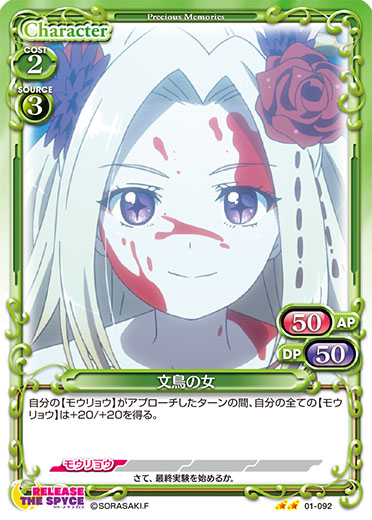 Precious Memories
Character
COST
2
SOURCE
3
50 AP
DP 50
文鳥の女
自分の【モウリョウ】がアプローチしたターンの間、自分の全ての【モウ
リョウ】は+20/+20を得る。
モウリョウ
さて、最終実験を始めるか。
RELEASE
THE SPYCE
©SORASAKI.F
01-092